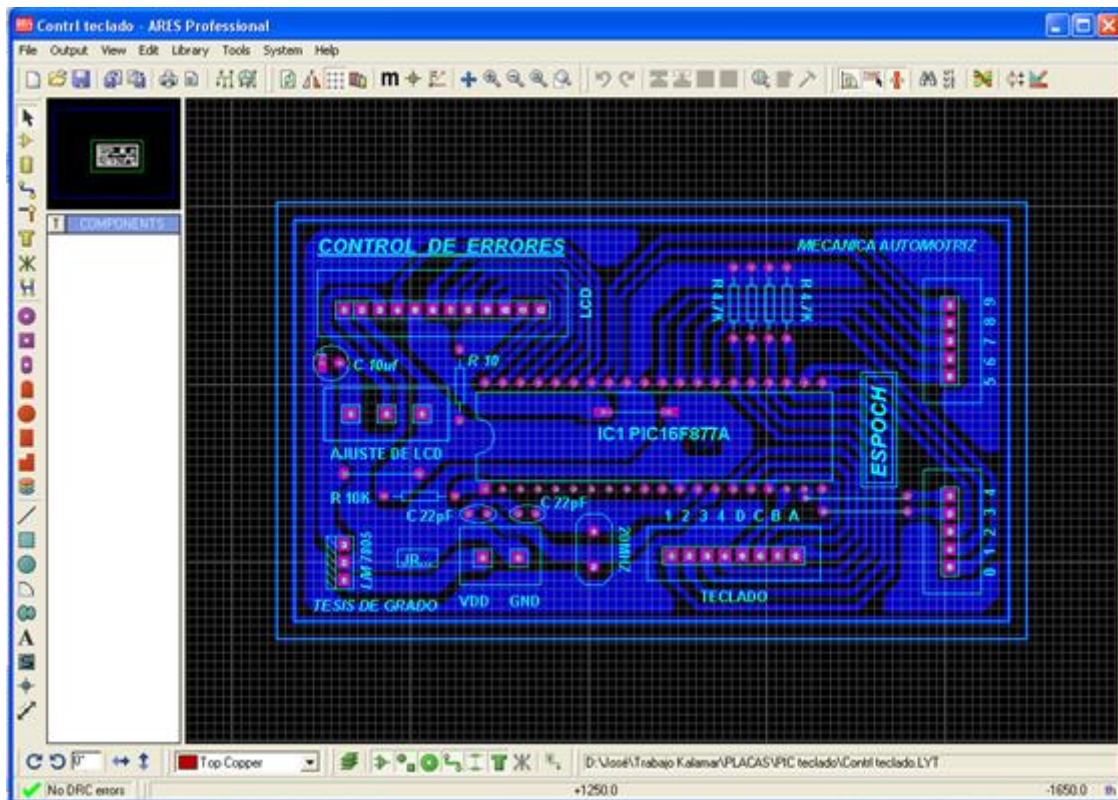 Contrl teclado - ARES Professional
File Output View Edit Library Tools System Help
m
T COMPONENTS
CONTROL DE ERRORES
MECANICA AUTOMOTRIZ
LCD
R 4,7K
R 4,7K
5 6 7 8 9
C 10uf
R 10
IC1 PIC16F877A
AJUSTE DE LCD
ESPOCH
R 10K
C 22pF
C 22pF
1 2 3 4 D C B A
0 1 2 3 4
20MHZ
LM 7805
JR...
TECLADO
TESIS DE GRADO
VDD GND
A
0°
Top Copper
D:\José\Trabajo Kalamar\PLACAS\PIC teclado\Contrl teclado.LYT
No DRC errors
+1250.0
-1650.0